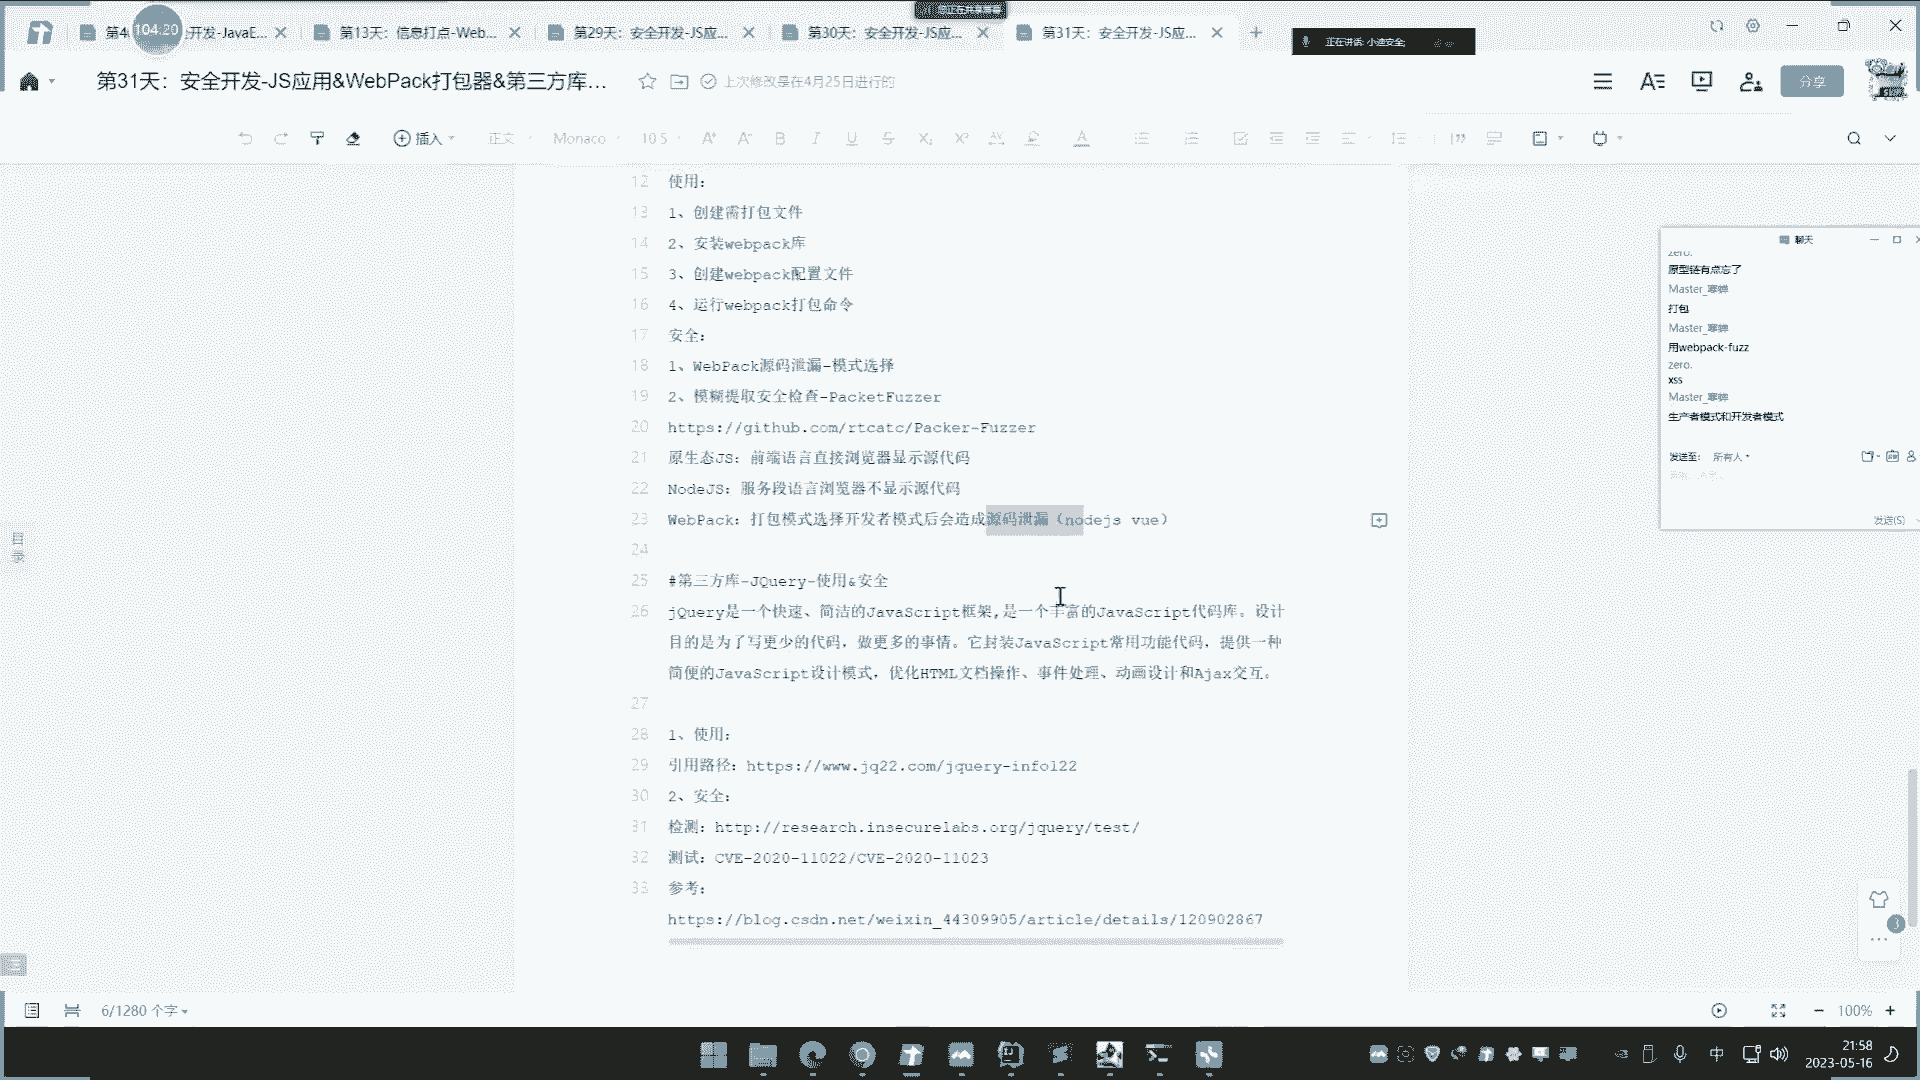 第4
104:20
开发-JavaE...
第13天：信息打点-Web...
第29天：安全开发-JS应...
第30天：安全开发-JS应...
第31天：安全开发-JS应...
正在讲话: 小迪安全;
第31天：安全开发-JS应用&WebPack打包器&第三方库...
上次修改是在4月25日进行的
分享
插入
正文
Monaco
10.5
12 使用：
13 1、创建需打包文件
14 2、安装webpack库
15 3、创建webpack配置文件
16 4、运行webpack打包命令
17 安全：
18 1、WebPack源码泄漏-模式选择
19 2、模糊提取安全检查-PacketFuzzer
20 https://github.com/rtcatc/Packer-Fuzzer
21 原生态JS：前端语言直接浏览器显示源代码
22 NodeJS：服务段语言浏览器不显示源代码
23 WebPack：打包模式选择开发者模式后会造成源码泄漏（nodejs vue）
24
25 #第三方库-JQuery-使用&安全
26 jQuery是一个快速、简洁的JavaScript框架,是一个丰富的JavaScript代码库。设计
目的是为了写更少的代码，做更多的事情。它封装JavaScript常用功能代码，提供一种
简便的JavaScript设计模式，优化HTML文档操作、事件处理、动画设计和Ajax交互。
27
28 1、使用：
29 引用路径：https://www.jq22.com/jquery-info122
30 2、安全：
31 检测：http://research.insecurelabs.org/jquery/test/
32 测试：CVE-2020-11022/CVE-2020-11023
33 参考：
https://blog.csdn.net/weixin_44309905/article/details/120902867
目录
聊天
zero.
原型链有点忘了
Master_寒蝉
打包
Master_寒蝉
用webpack-fuzz
zero.
xss
Master_寒蝉
生产者模式和开发者模式
发送至： 所有人
发送(S)
3
6/1280 个字
100%
中
21:58
2023-05-16